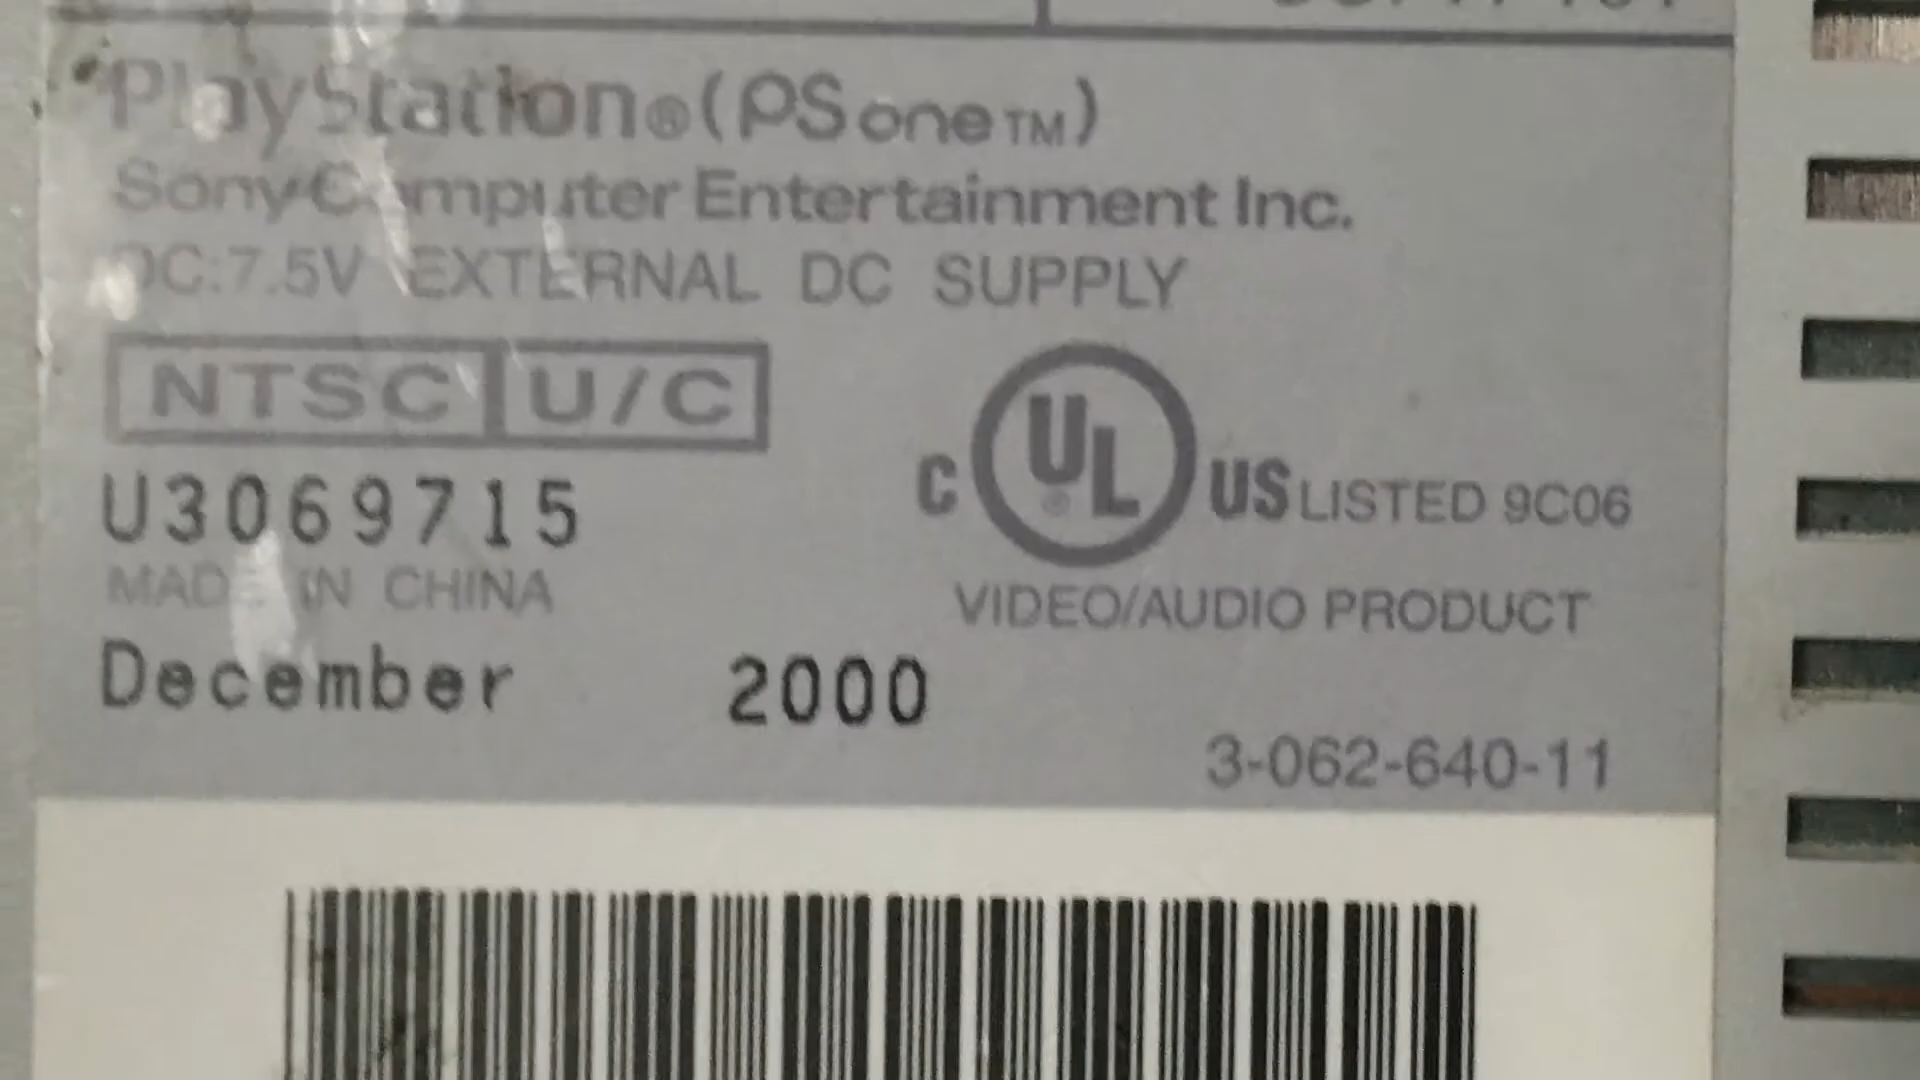 PlayStation®(PSone™)
Sony Computer Entertainment Inc.
DC:7.5V EXTERNAL DC SUPPLY
NTSC U/C
U3069715
MADE IN CHINA
December 2000
C UL® US LISTED 9C06
VIDEO/AUDIO PRODUCT
3-062-640-11